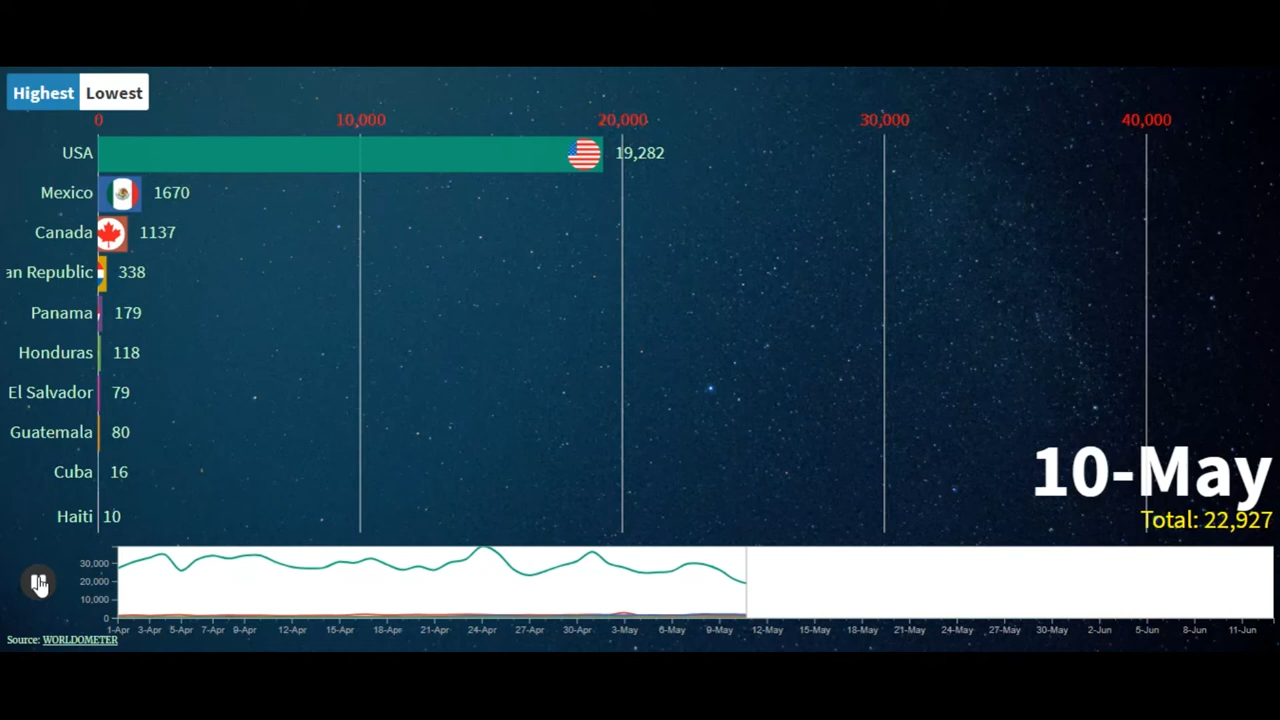 Highest Lowest
0 10,000 20,000 30,000 40,000
USA 19,282
Mexico 1670
Canada 1137
an Republic 338
Panama 179
Honduras 118
El Salvador 79
Guatemala 80
Cuba 16
Haiti 10
10-May
Total: 22,927
30,000
20,000
10,000
0
1-Apr 3-Apr 5-Apr 7-Apr 9-Apr 12-Apr 15-Apr 18-Apr 21-Apr 24-Apr 27-Apr 30-Apr 3-May 6-May 9-May 12-May 15-May 18-May 21-May 24-May 27-May 30-May 2-Jun 5-Jun 8-Jun 11-Jun
Source: WORLDOMETER